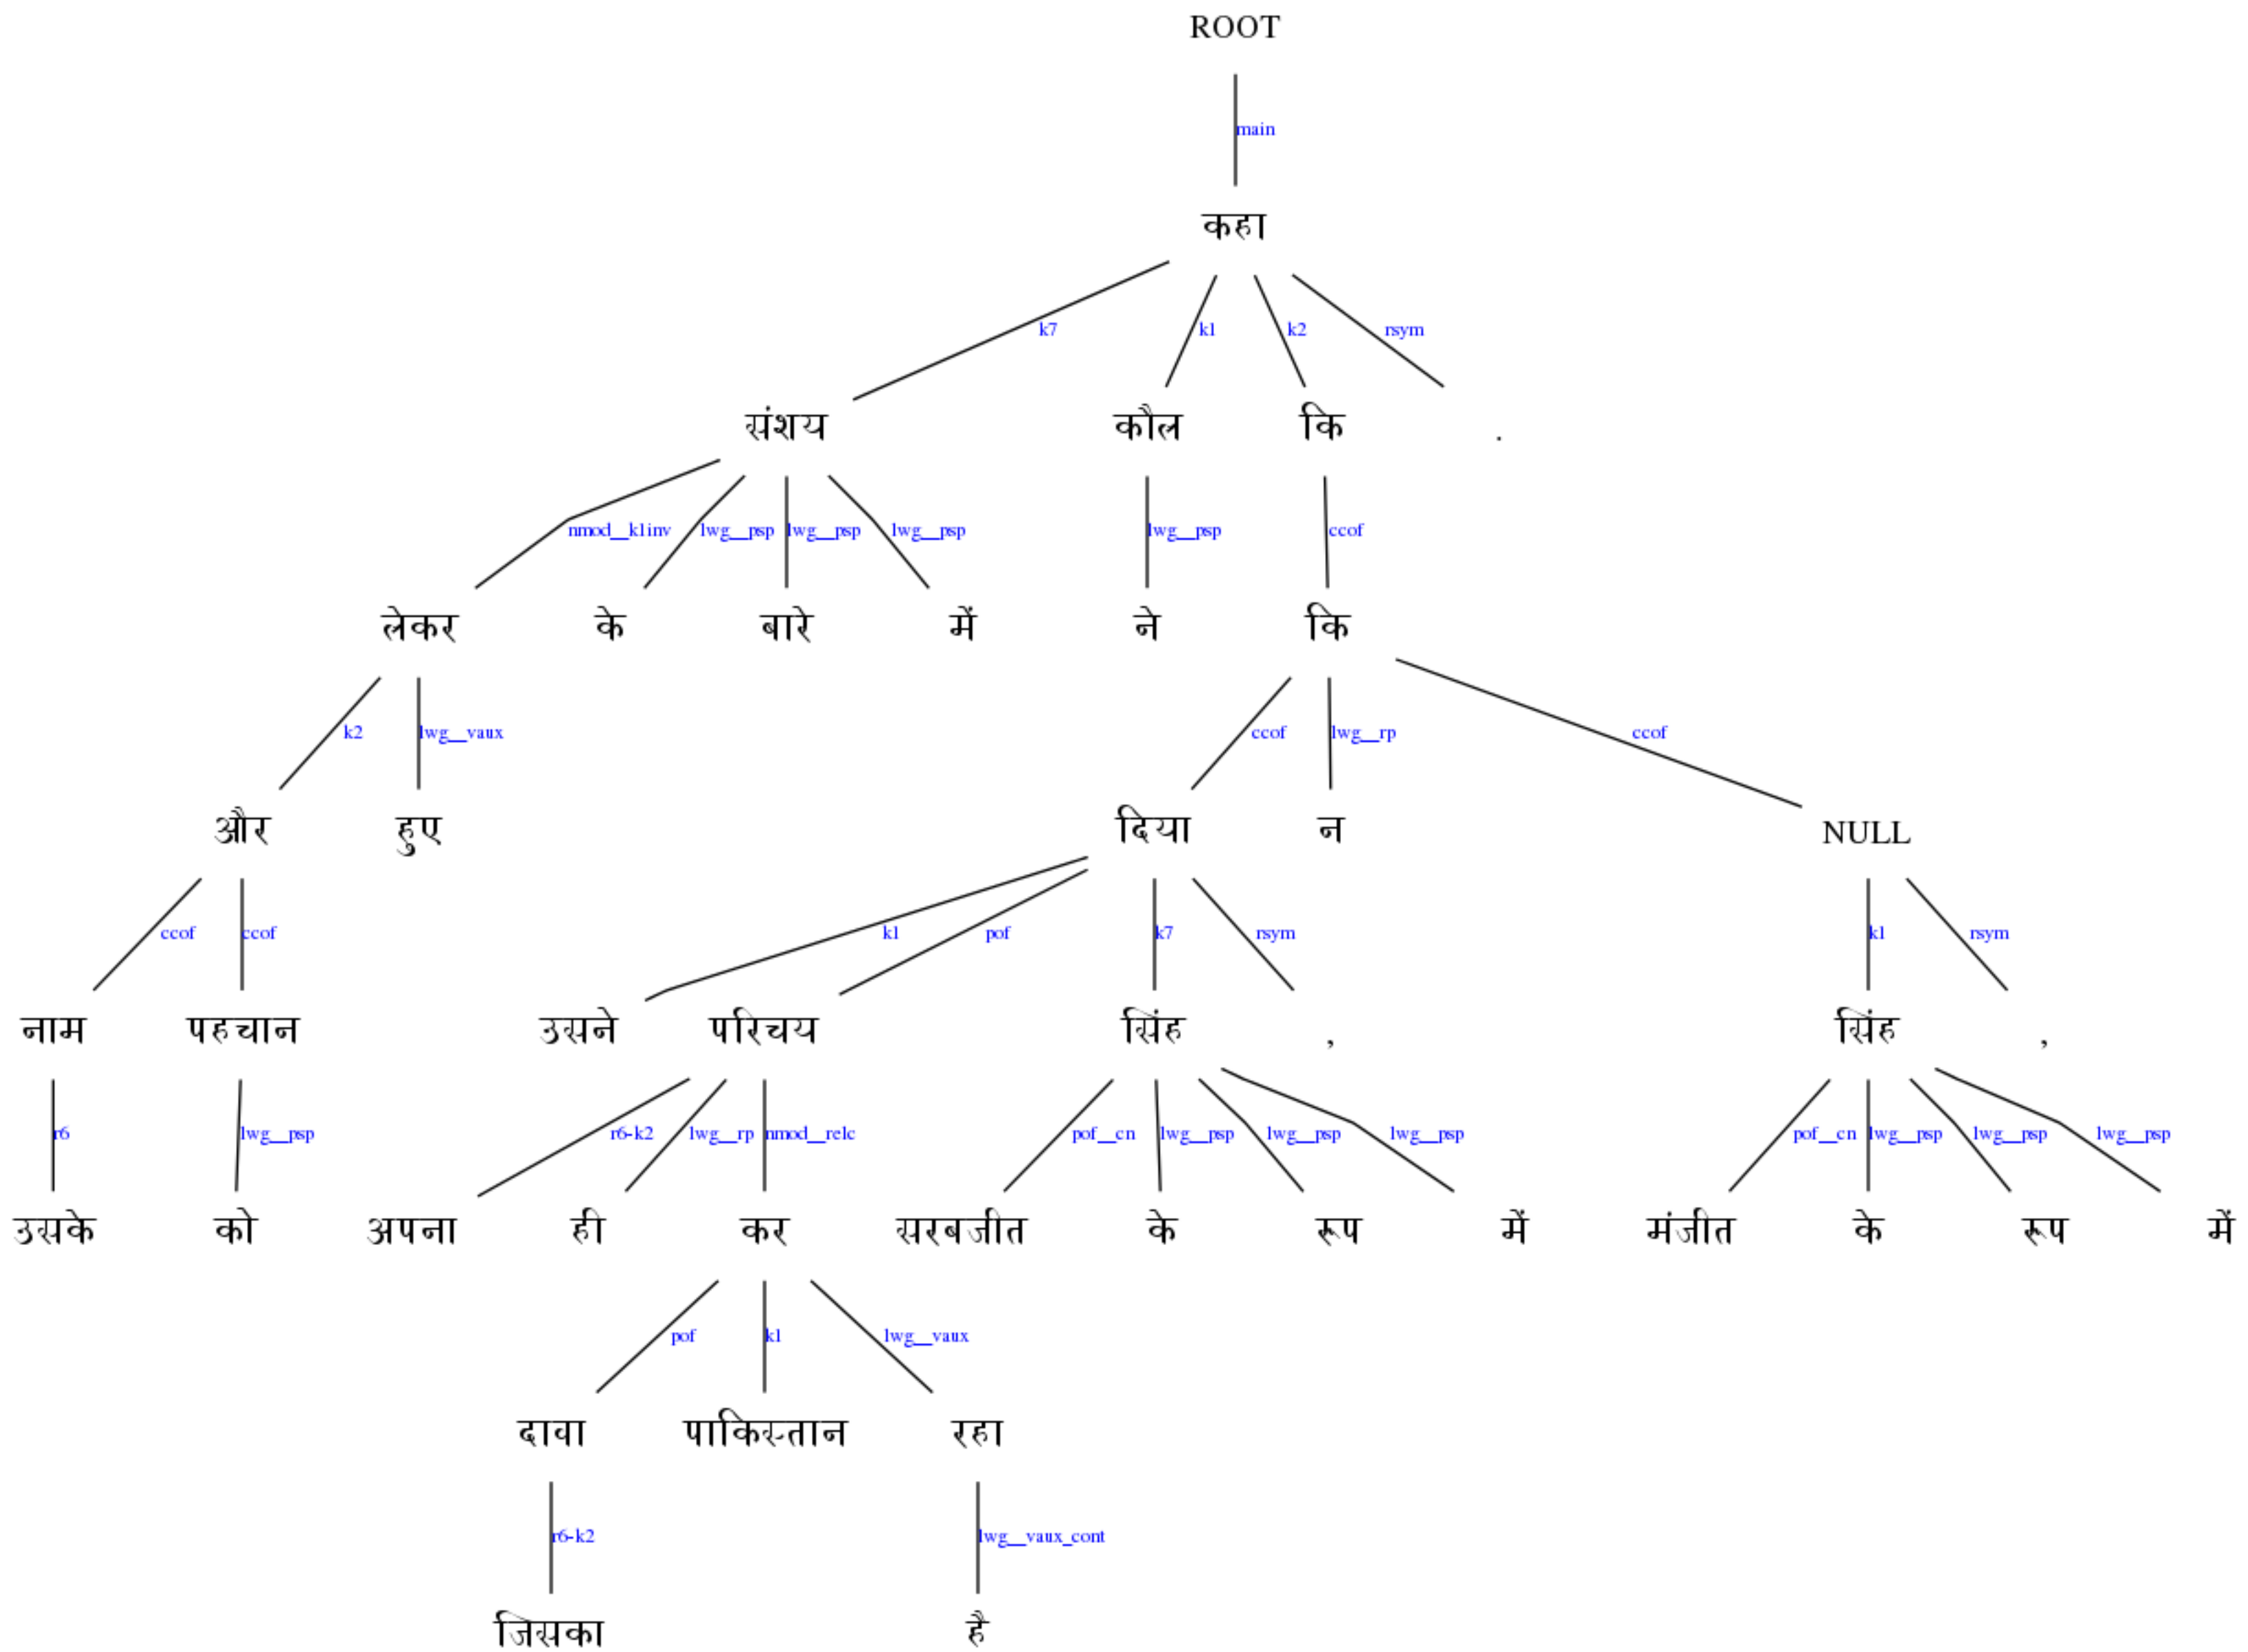 ROOT
main
कहा
k7 k1 k2 rsym
संशय कौल कि .
nmod__k1inv lwg__psp lwg__psp lwg__psp lwg__psp ccof
लेकर के बारे में ने कि
k2 lwg__vaux ccof lwg__rp ccof
और हुए दिया न NULL
ccof ccof k1 pof k7 rsym k1 rsym
नाम पहचान उसने परिचय सिंह , सिंह ,
r6 lwg__psp r6-k2 lwg__rp nmod__relc pof__cn lwg__psp lwg__psp lwg__psp pof__cn lwg__psp lwg__psp lwg__psp
उसके को अपना ही कर सरबजीत के रूप में मंजीत के रूप में
pof k1 lwg__vaux
दावा पाकिस्तान रहा
r6-k2 lwg__vaux_cont
जिसका है